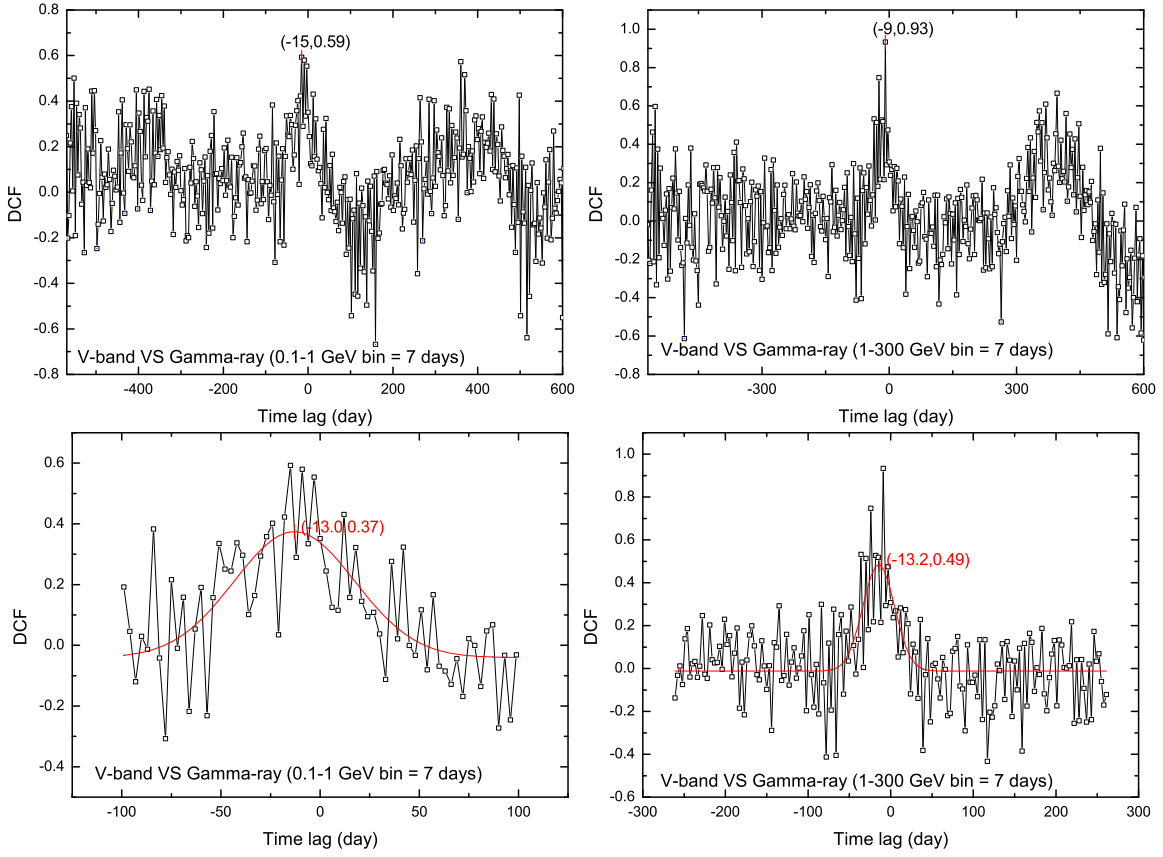 (-15,0.59)
0.8
0.6
0.4
0.2
0.0
-0.2
-0.4
-0.6
-0.8
DCF
V-band VS Gamma-ray (0.1-1 GeV bin = 7 days)
-400 -200 0 200 400 600
Time lag (day)
(-9,0.93)
1.0
0.8
0.6
0.4
0.2
0.0
-0.2
-0.4
-0.6
-0.8
DCF
V-band VS Gamma-ray (1-300 GeV bin = 7 days)
-300 0 300 600
Time lag (day)
0.6
0.4
0.2
0.0
-0.2
-0.4
DCF
(-13.0,0.37)
V-band VS Gamma-ray (0.1-1 GeV bin = 7 days)
-100 -50 0 50 100
Time lag (day)
1.0
0.8
0.6
0.4
0.2
0.0
-0.2
-0.4
-0.6
DCF
(-13.2,0.49)
V-band VS Gamma-ray (1-300 GeV bin = 7 days)
-300 -200 -100 0 100 200 300
Time lag (day)